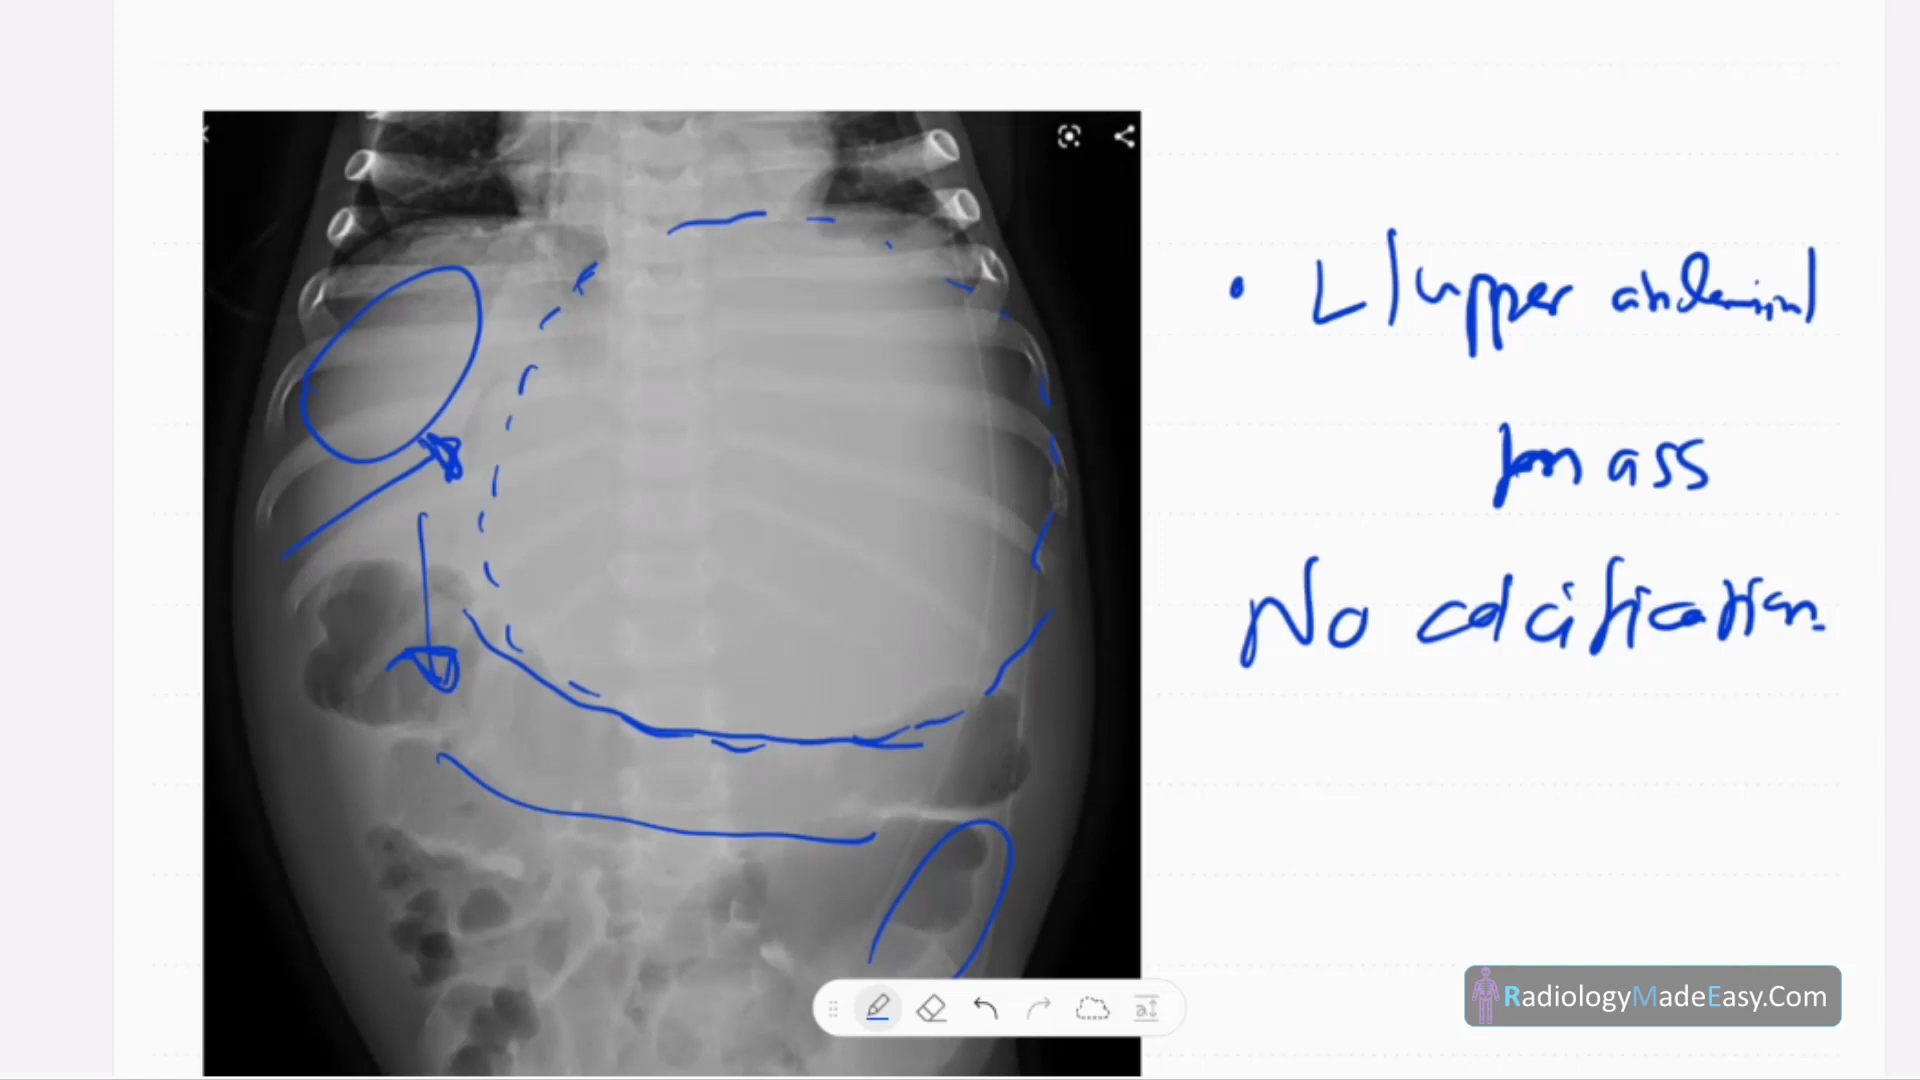 • L/upper abdominal
mass
No calcification.
RadiologyMadeEasy.Com